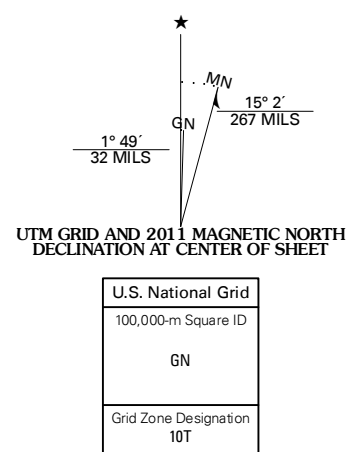 ★
MN
GN
15° 2´
267 MILS
1° 49´
32 MILS
UTM GRID AND 2011 MAGNETIC NORTH
DECLINATION AT CENTER OF SHEET
U.S. National Grid
100,000-m Square ID
GN
Grid Zone Designation
10T